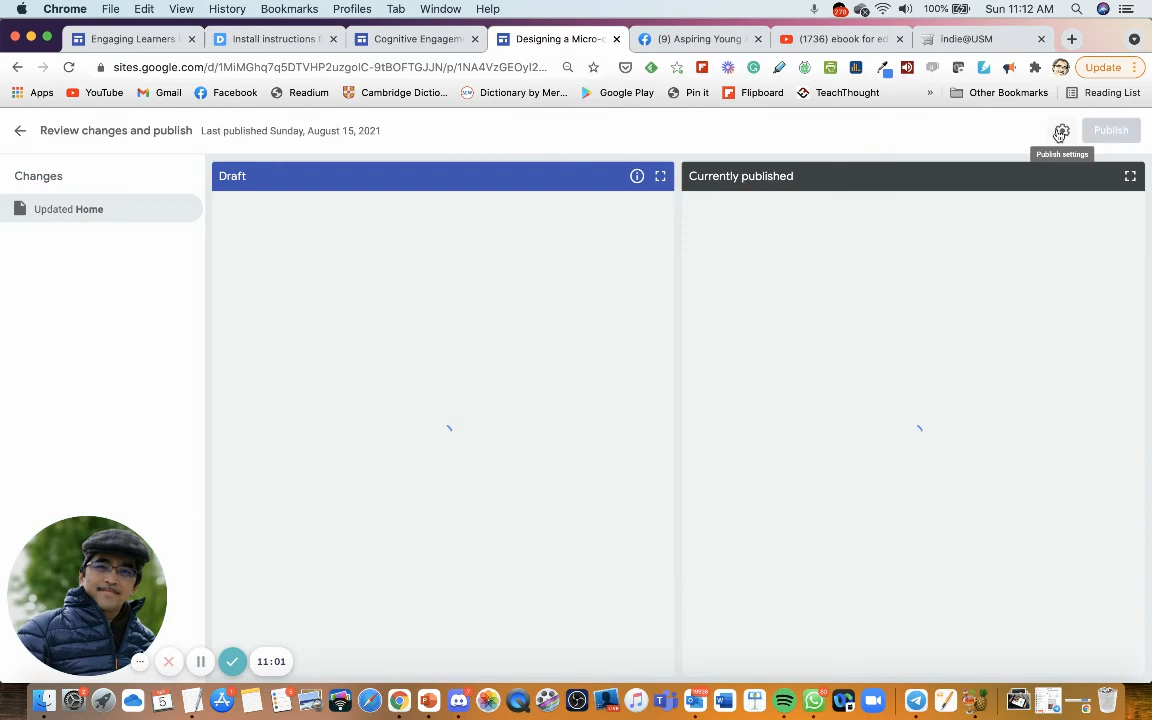 Chrome File Edit View History Bookmarks Profiles Tab Window Help 278 100% Sun 11:12 AM
Engaging Learners Install instructions f Cognitive Engagem Designing a Micro-c (9) Aspiring Young (1736) ebook for ed indie@USM
sites.google.com/d/1MiMGhq7q5DTVHP2uzgolC-9tBOFTGJJN/p/1NA4VzGEOyI2... Update
Apps YouTube Gmail Facebook Readium Cambridge Dictio... Dictionary by Mer... Google Play Pin it Flipboard TeachThought » Other Bookmarks Reading List
Review changes and publish Last published Sunday, August 15, 2021 Publish
Publish settings
Changes Draft Currently published
Updated Home
11:01